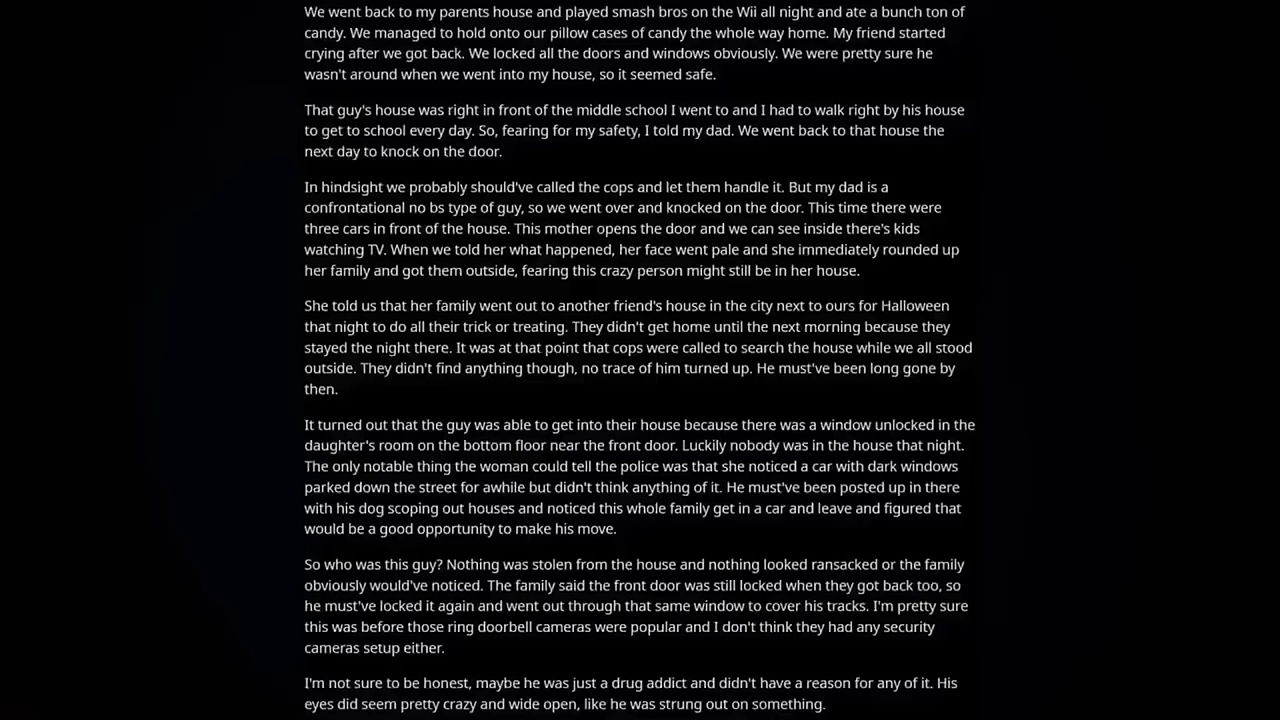 We went back to my parents house and played smash bros on the Wii all night and ate a bunch ton of
candy. We managed to hold onto our pillow cases of candy the whole way home. My friend started
crying after we got back. We locked all the doors and windows obviously. We were pretty sure he
wasn't around when we went into my house, so it seemed safe.
That guy's house was right in front of the middle school I went to and I had to walk right by his house
to get to school every day. So, fearing for my safety, I told my dad. We went back to that house the
next day to knock on the door.
In hindsight we probably should've called the cops and let them handle it. But my dad is a
confrontational no bs type of guy, so we went over and knocked on the door. This time there were
three cars in front of the house. This mother opens the door and we can see inside there's kids
watching TV. When we told her what happened, her face went pale and she immediately rounded up
her family and got them outside, fearing this crazy person might still be in her house.
She told us that her family went out to another friend's house in the city next to ours for Halloween
that night to do all their trick or treating. They didn't get home until the next morning because they
stayed the night there. It was at that point that cops were called to search the house while we all stood
outside. They didn't find anything though, no trace of him turned up. He must've been long gone by
then.
It turned out that the guy was able to get into their house because there was a window unlocked in the
daughter's room on the bottom floor near the front door. Luckily nobody was in the house that night.
The only notable thing the woman could tell the police was that she noticed a car with dark windows
parked down the street for awhile but didn't think anything of it. He must've been posted up in there
with his dog scoping out houses and noticed this whole family get in a car and leave and figured that
would be a good opportunity to make his move.
So who was this guy? Nothing was stolen from the house and nothing looked ransacked or the family
obviously would've noticed. The family said the front door was still locked when they got back too, so
he must've locked it again and went out through that same window to cover his tracks. I'm pretty sure
this was before those ring doorbell cameras were popular and I don't think they had any security
cameras setup either.
I'm not sure to be honest, maybe he was just a drug addict and didn't have a reason for any of it. His
eyes did seem pretty crazy and wide open, like he was strung out on something.